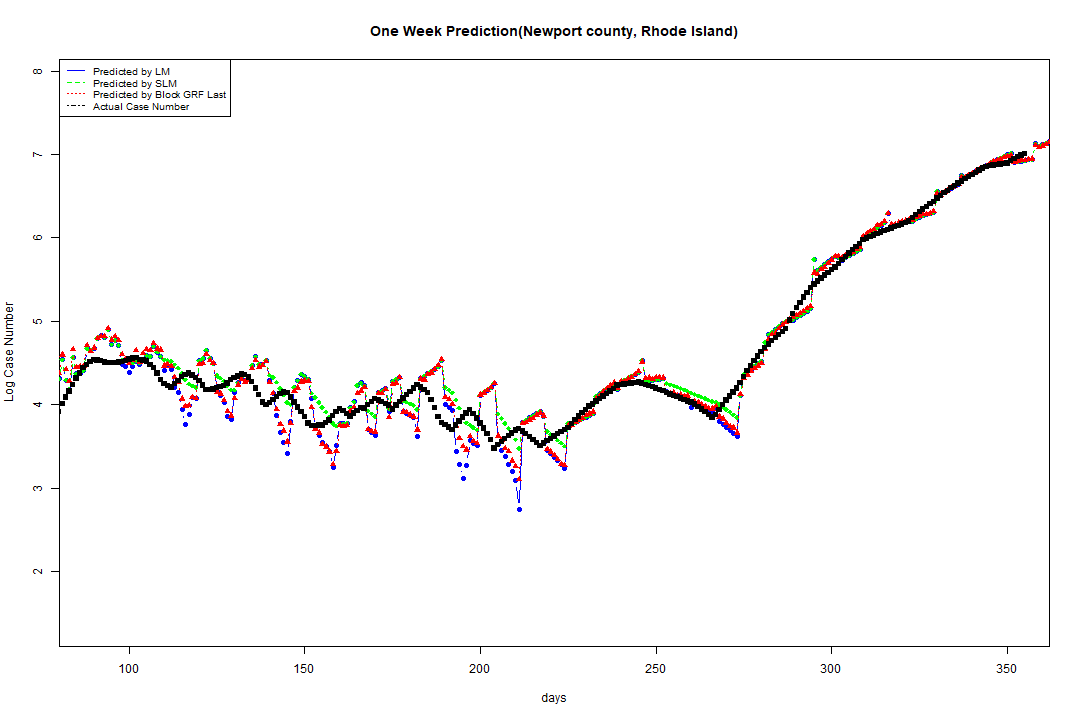 One Week Prediction(Newport county, Rhode Island)
Predicted by LM
Predicted by SLM
Predicted by Block GRF Last
Actual Case Number
8
7
6
5
4
3
2
Log Case Number
100
150
200
250
300
350
days